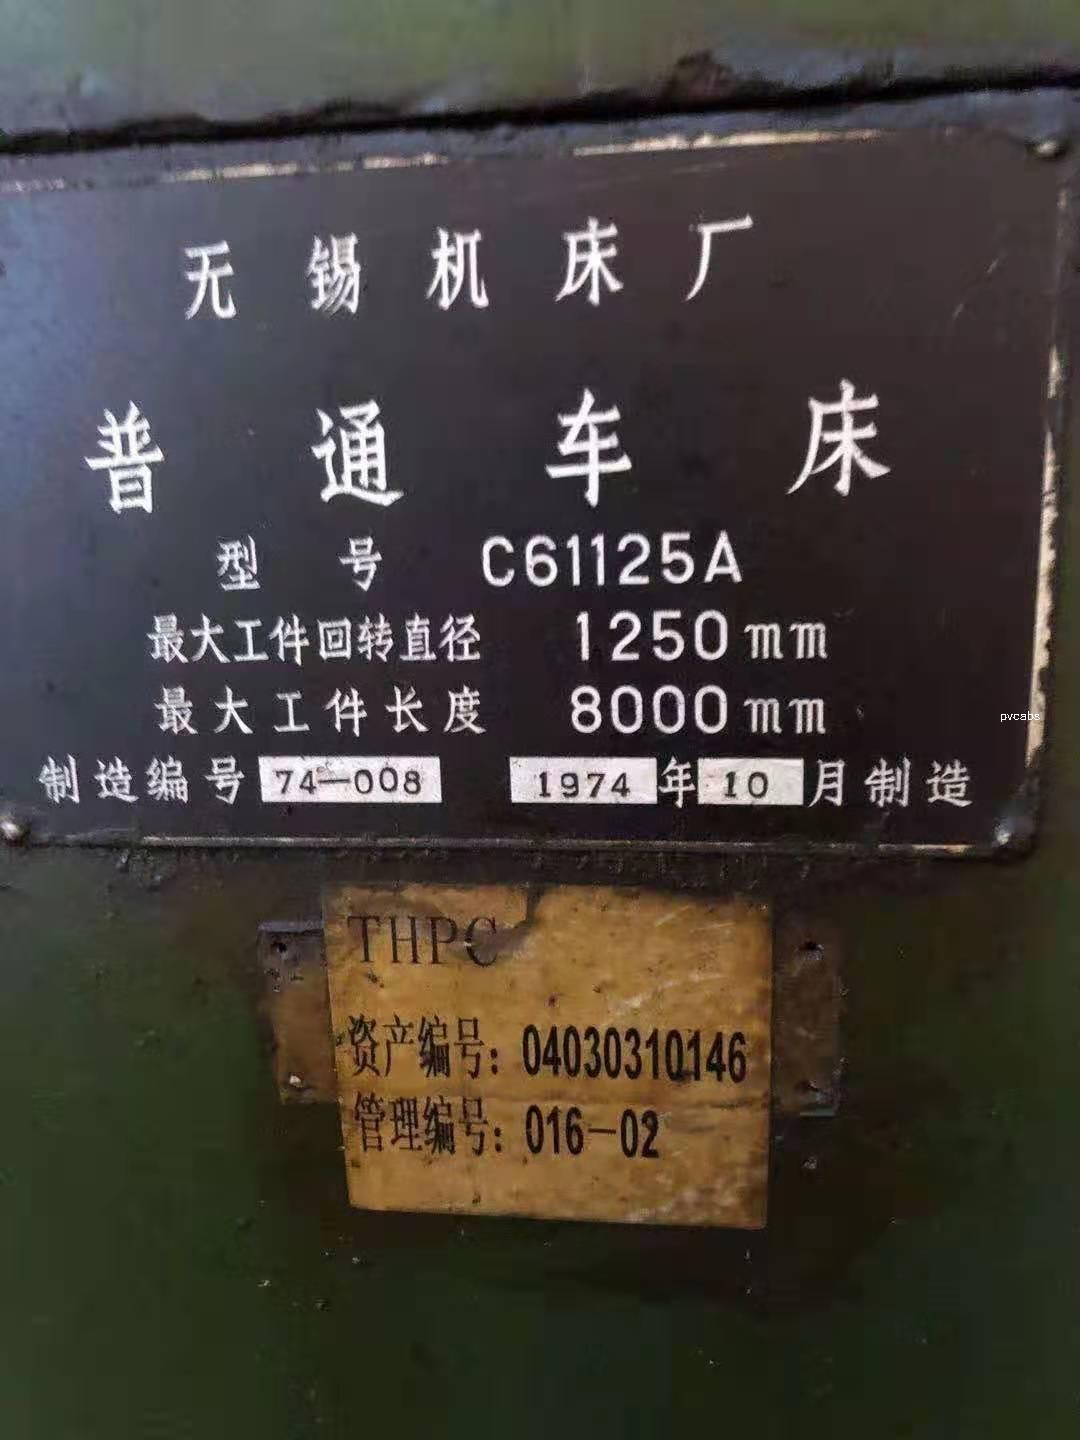 无锡机床厂
普通车床
型号 C61125A
最大工件回转直径 1250mm
最大工件长度 8000mm
制造编号 74-008 1974年10月制造
pvcabs
THPC
资产编号: 04030310146
管理编号: 016-02